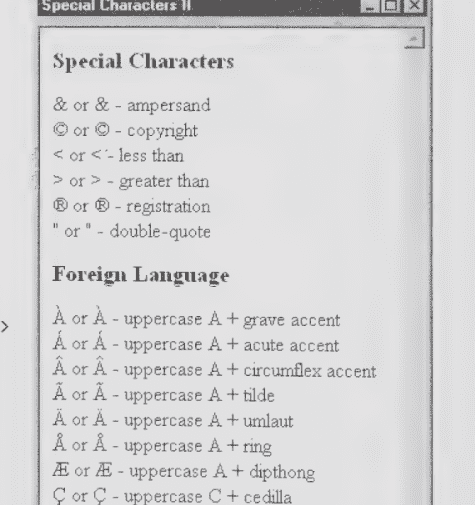 Special Characters II
Special Characters
& or & - ampersand
© or © - copyright
< or < - less than
> or > - greater than
® or ® - registration
" or " - double-quote
Foreign Language
À or À - uppercase A + grave accent
Á or Á - uppercase A + acute accent
Â or Â - uppercase A + circumflex accent
Ã or Ã - uppercase A + tilde
Ä or Ä - uppercase A + umlaut
Å or Å - uppercase A + ring
Æ or Æ - uppercase A + dipthong
Ç or Ç - uppercase C + cedilla